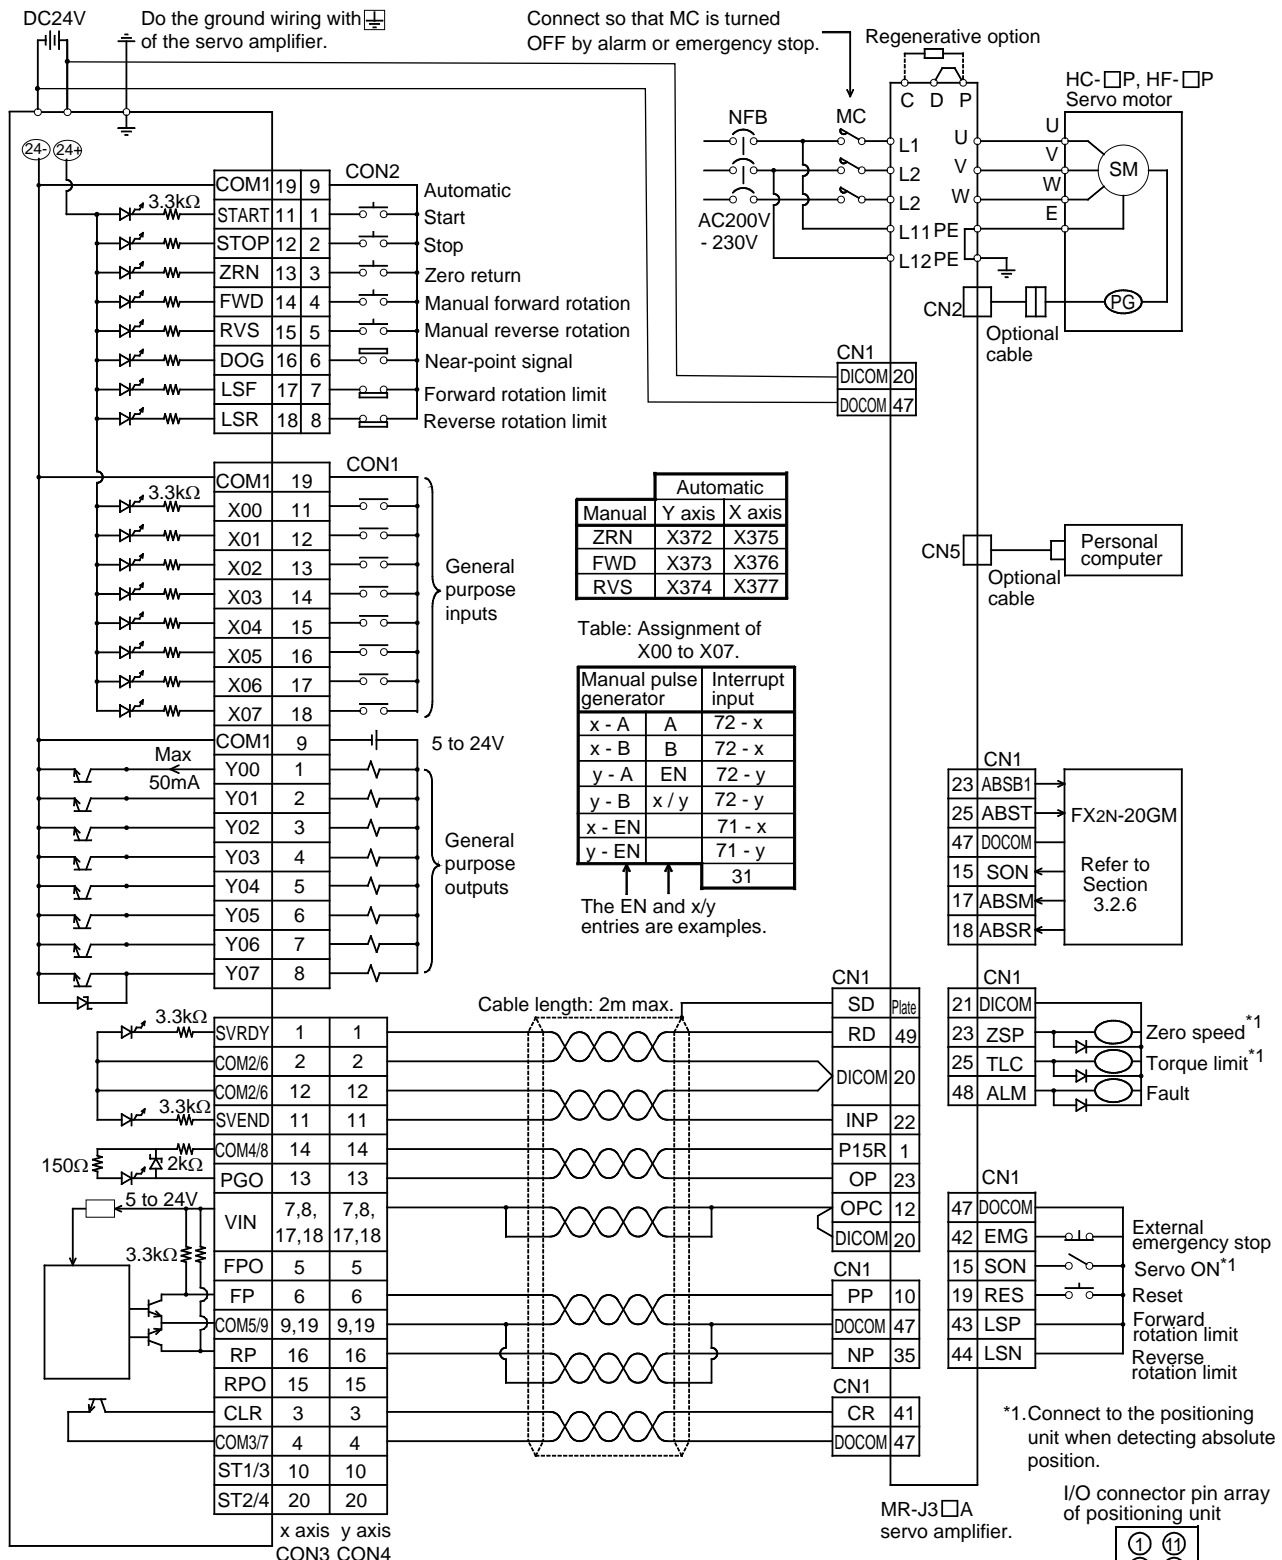 DC24V
Do the ground wiring with
of the servo amplifier.
Connect so that MC is turned
OFF by alarm or emergency stop.
Regenerative option
HC-□P, HF-□P
Servo motor
C D P
NFB
MC
L1
L2
L2
L11
L12
AC200V
- 230V
U
V
W
PE
PE
U
V
W
E
SM
PG
CN2
Optional
cable
24-
24+
CON2
COM1 19 9
Automatic
3.3kΩ
START 11 1 Start
STOP 12 2 Stop
ZRN 13 3 Zero return
FWD 14 4 Manual forward rotation
RVS 15 5 Manual reverse rotation
DOG 16 6 Near-point signal
LSF 17 7 Forward rotation limit
LSR 18 8 Reverse rotation limit
CN1
DICOM 20
DOCOM 47
CON1
COM1 19
3.3kΩ
X00 11
X01 12
X02 13
X03 14
X04 15
X05 16
X06 17
X07 18
General
purpose
inputs
Automatic
Manual Y axis X axis
ZRN X372 X375
FWD X373 X376
RVS X374 X377
CN5
Optional
cable
Personal
computer
Table: Assignment of
X00 to X07.
Manual pulse
generator
Interrupt
input
x - A A 72 - x
x - B B 72 - x
y - A EN 72 - y
y - B x / y 72 - y
x - EN 71 - x
y - EN 71 - y
31
The EN and x/y
entries are examples.
COM1 9 5 to 24V
Max
50mA
Y00 1
Y01 2
Y02 3
Y03 4
Y04 5
Y05 6
Y06 7
Y07 8
General
purpose
outputs
CN1
23 ABSB1
25 ABST
47 DOCOM
15 SON
17 ABSM
18 ABSR
FX2N-20GM
Refer to
Section
3.2.6
Cable length: 2m max.
3.3kΩ
SVRDY 1 1
COM2/6 2 2
COM2/6 12 12
3.3kΩ
SVEND 11 11
COM4/8 14 14
150Ω
2kΩ
PGO 13 13
5 to 24V
VIN 7,8, 7,8,
17,18 17,18
3.3kΩ
FPO 5 5
FP 6 6
COM5/9 9,19 9,19
RP 16 16
RPO 15 15
CLR 3 3
COM3/7 4 4
ST1/3 10 10
ST2/4 20 20
x axis y axis
CON3 CON4
CN1
SD Plate
RD 49
DICOM 20
INP 22
P15R 1
OP 23
OPC 12
DICOM 20
CN1
PP 10
DOCOM 47
NP 35
CN1
CR 41
DOCOM 47
CN1
21 DICOM
23 ZSP Zero speed*1
25 TLC Torque limit*1
48 ALM Fault
CN1
47 DOCOM
42 EMG External
emergency stop
15 SON Servo ON*1
19 RES Reset
43 LSP Forward
rotation limit
44 LSN Reverse
rotation limit
*1.Connect to the positioning
unit when detecting absolute
position.
MR-J3□A
servo amplifier.
I/O connector pin array
of positioning unit
1 11